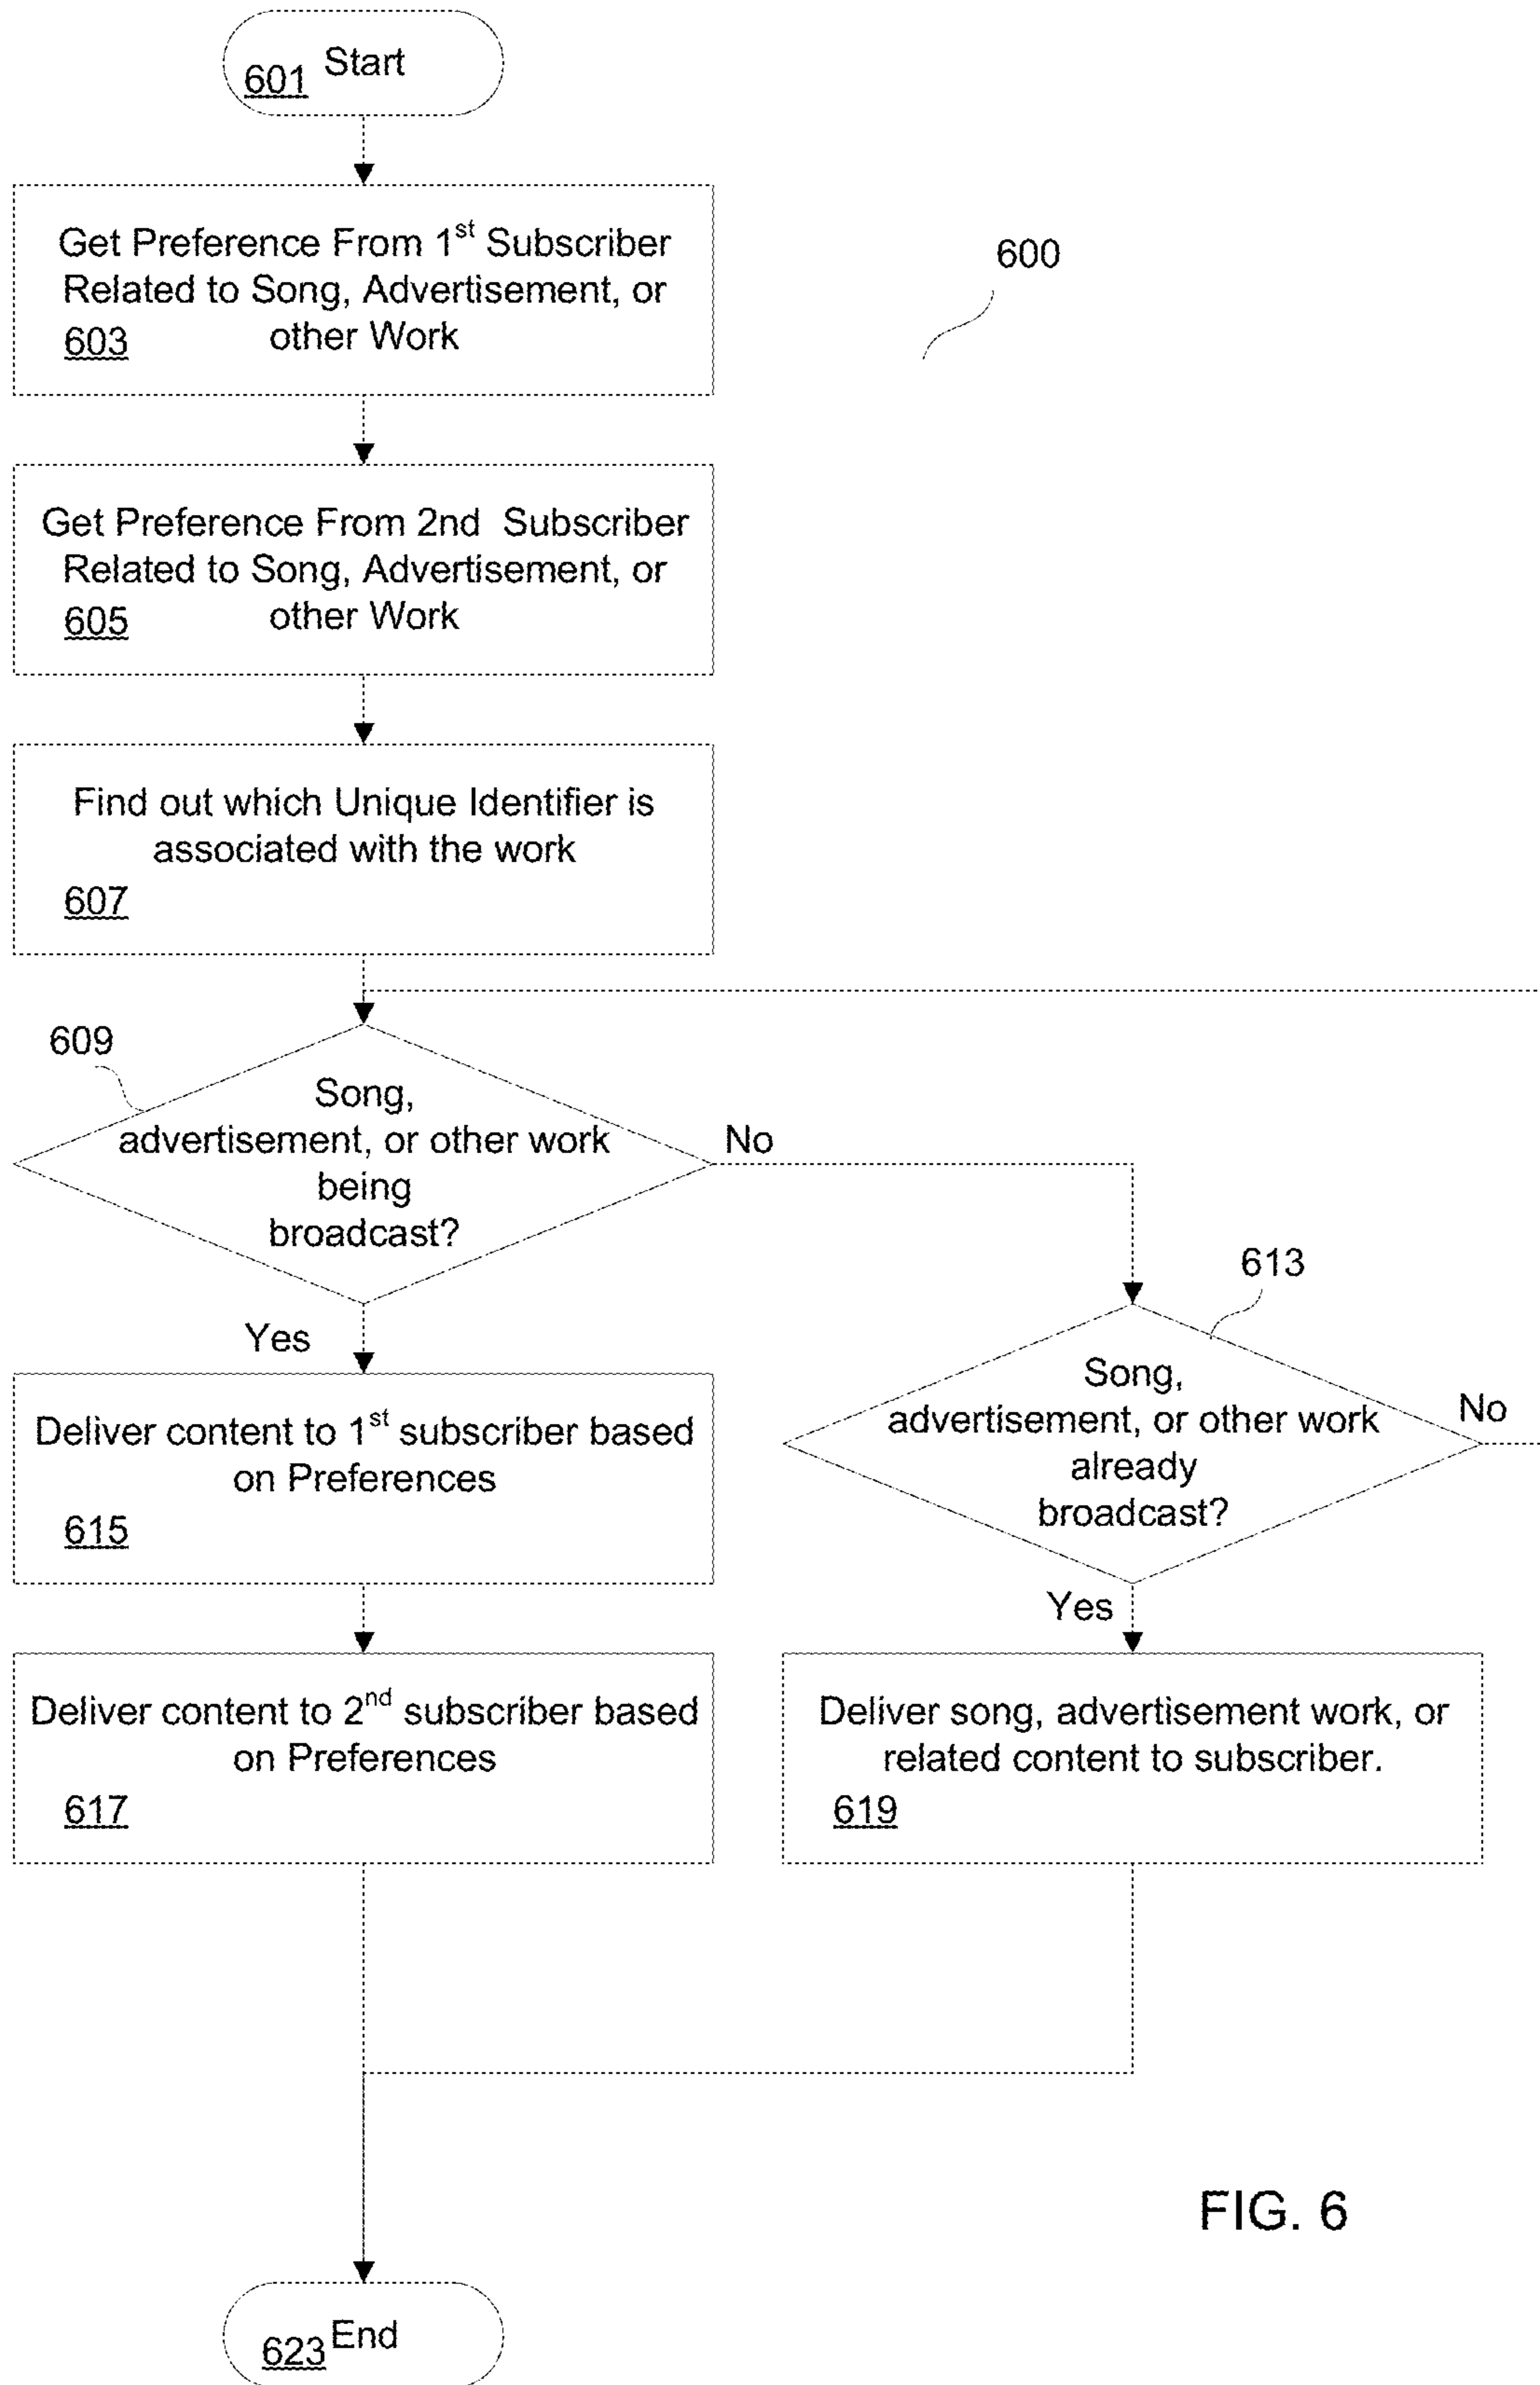 601 Start
Get Preference From 1st Subscriber
Related to Song, Advertisement, or
603 other Work
600
Get Preference From 2nd Subscriber
Related to Song, Advertisement, or
605 other Work
Find out which Unique Identifier is
associated with the work
607
609
Song,
advertisement, or other work
being
broadcast?
No
Yes
613
Song,
advertisement, or other work
already
broadcast?
No
Yes
Deliver content to 1st subscriber based
on Preferences
615
Deliver content to 2nd subscriber based
on Preferences
617
Deliver song, advertisement work, or
related content to subscriber.
619
FIG. 6
623 End